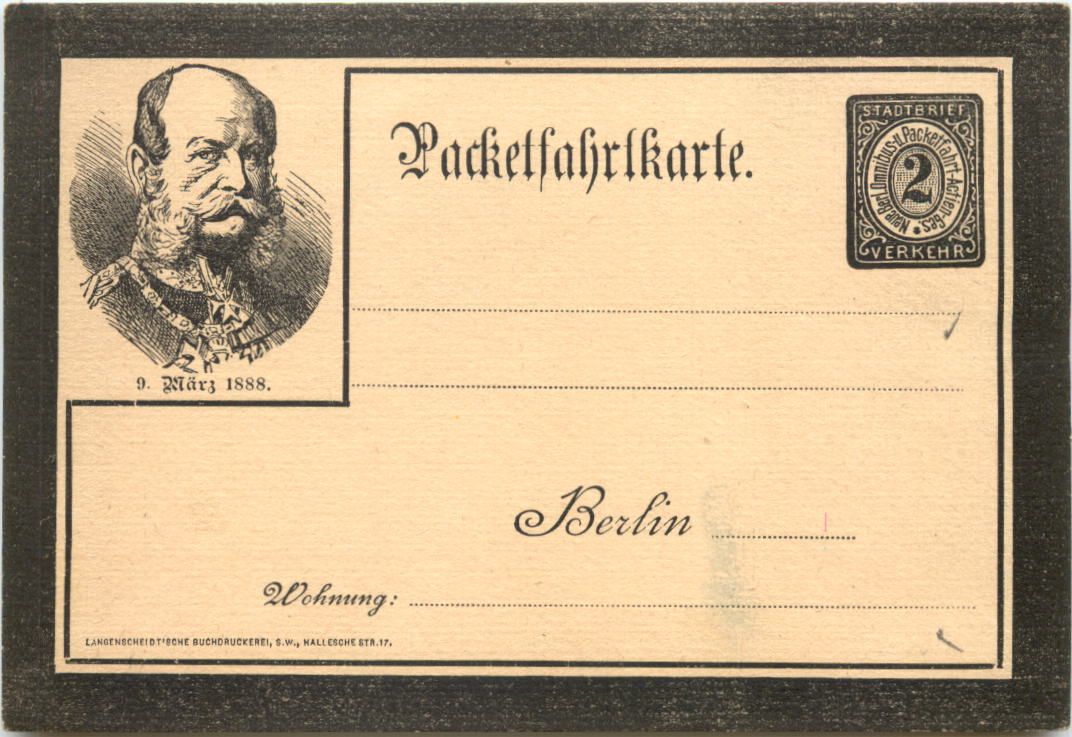 Packetfahrtkarte.
STADTBRIEF
Neue Berl. Omnibus-u. Packetfahrt-Actien-Ges.
2
VERKEHR
9. März 1888.
Berlin
Wohnung:
LANGENSCHEIDT'SCHE BUCHDRUCKEREI, S.W., HALLESCHE STR.17.